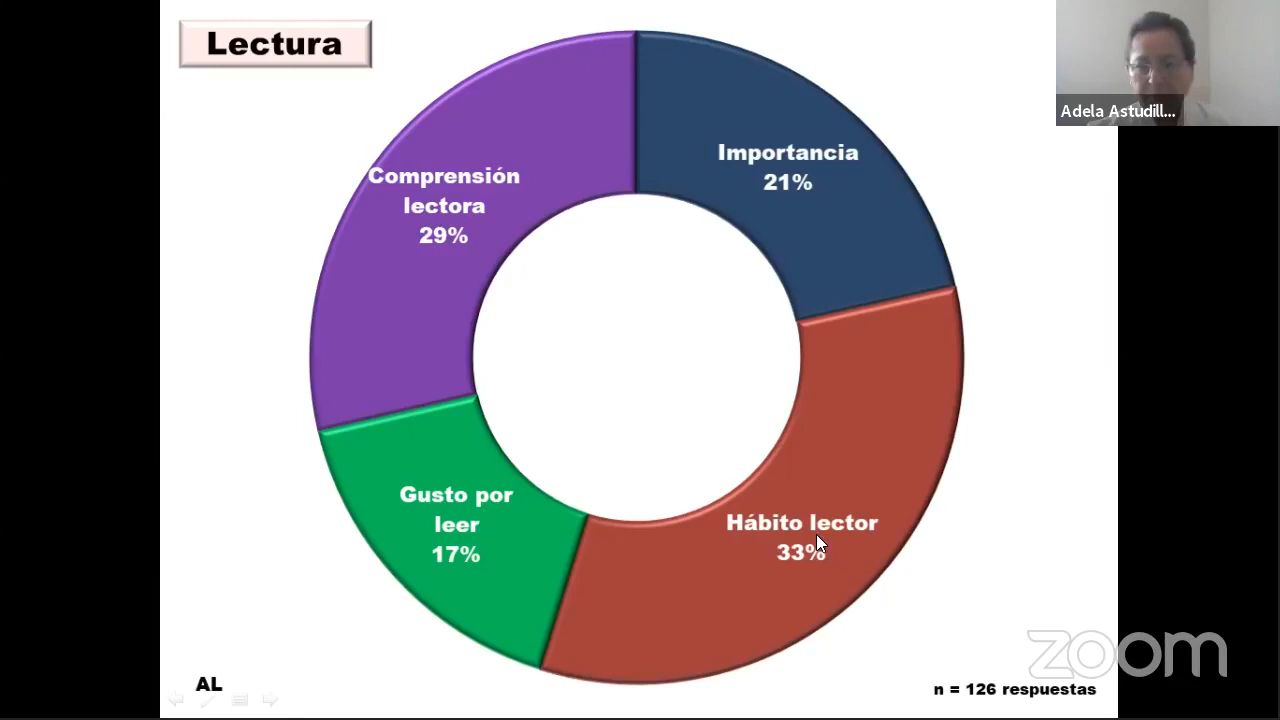 Lectura
Adela Astudill...
Importancia
21%
Comprensión
lectora
29%
Gusto por
leer
17%
Hábito lector
33%
zoom
AL
n = 126 respuestas